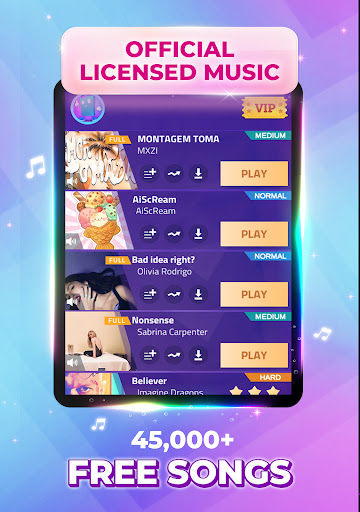 OFFICIAL
LICENSED MUSIC
VIP
MEDIUM
FULL
MONTAGEM TOMA
MXZI
PLAY
NORMAL
AiScReam
AiScReam
PLAY
NORMAL
FULL
Bad idea right?
Olivia Rodrigo
PLAY
MEDIUM
FULL
Nonsense
Sabrina Carpenter
PLAY
HARD
Believer
Imagine Dragons
45,000+
FREE SONGS